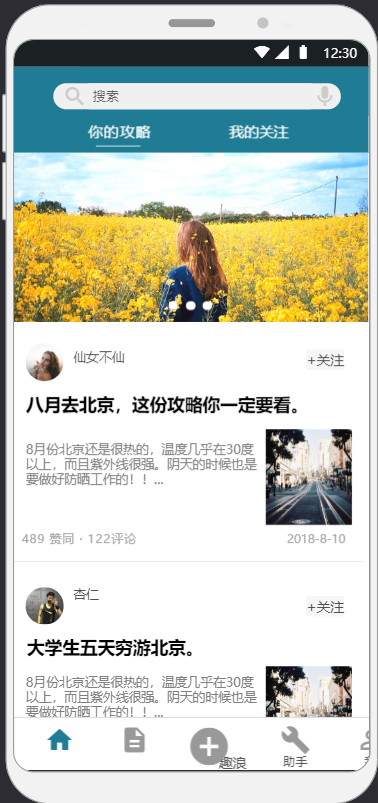 12:30
搜索
你的攻略 我的关注
仙女不仙
+关注
八月去北京，这份攻略你一定要看。
8月份北京还是很热的，温度几乎在30度
以上，而且紫外线很强。阴天的时候也是
要做好防晒工作的！！...
489 赞同 · 122评论 2018-8-10
杏仁
+关注
大学生五天穷游北京。
8月份北京还是很热的，温度几乎在30度
以上，而且紫外线很强。阴天的时候也是
要做好防晒工作的！！...
趣浪 助手